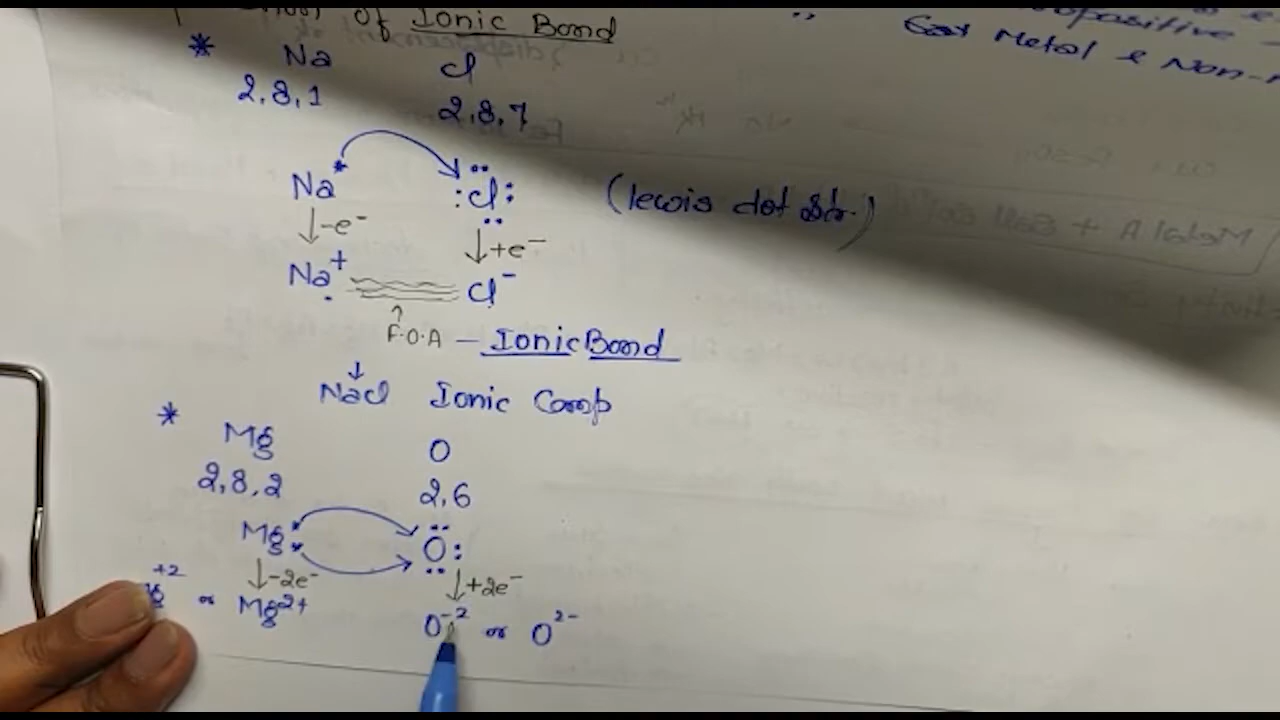 of Ionic Bond
* Na Cl
2,8,1 2,8,7
Na Cl (lewis dot Str.)
↓-e⁻ ↓+e⁻
Na⁺ Cl⁻
↑
F.O.A — Ionic Bond
↓
NaCl Ionic Comp
* Mg O
2,8,2 2,6
Mg O
↓-2e⁻ ↓+2e⁻
+2 or Mg²⁺ O⁻² or O²⁻
Metal & Non-